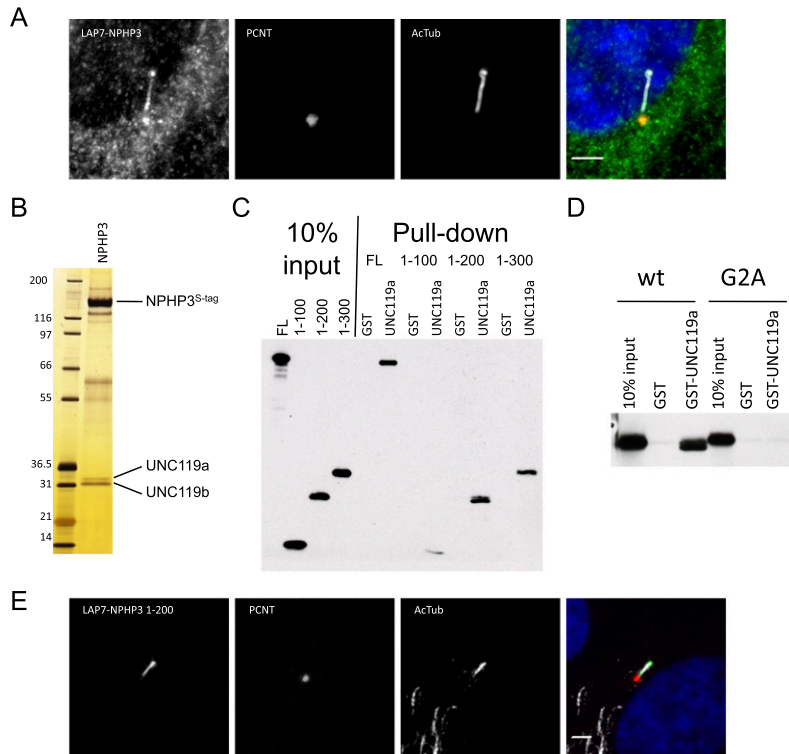 A
LAP7-NPHP3
PCNT
AcTub
B
NPHP3
200
116
97
66
55
36.5
31
21
14
NPHP3S-tag
UNC119a
UNC119b
C
10% input
Pull-down
FL 1-100 1-200 1-300
FL
1-100
1-200
1-300
GST
UNC119a
GST
UNC119a
GST
UNC119a
GST
UNC119a
D
wt G2A
10% input
GST
GST-UNC119a
10% input
GST
GST-UNC119a
E
LAP7-NPHP3 1-200
PCNT
AcTub